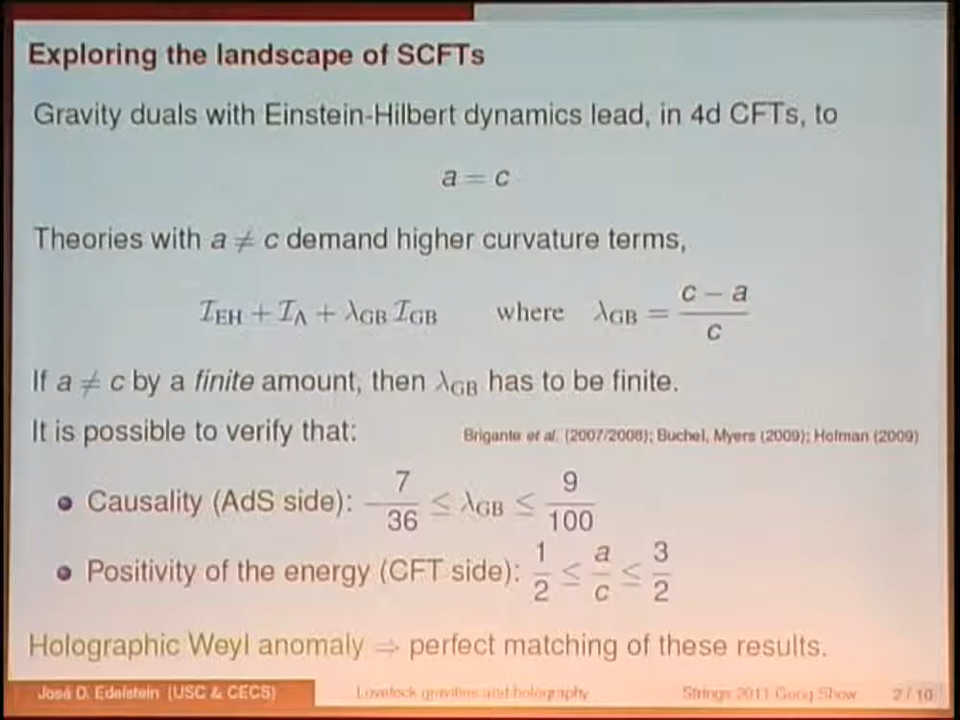 Exploring the landscape of SCFTs
Gravity duals with Einstein-Hilbert dynamics lead, in 4d CFTs, to
a = c
Theories with a ≠ c demand higher curvature terms,
I_EH + I_Λ + λ_GB I_GB where λ_GB = (c − a)/c
If a ≠ c by a finite amount, then λ_GB has to be finite.
It is possible to verify that: Brigante et al. (2007/2008); Buchel, Myers (2009); Hofman (2009)
• Causality (AdS side): −7/36 ≤ λ_GB ≤ 9/100
• Positivity of the energy (CFT side): 1/2 ≤ a/c ≤ 3/2
Holographic Weyl anomaly ⇒ perfect matching of these results.
José D. Edelstein (USC & CECS) Lovelock gravities and holography Strings 2011 Gong Show 2 / 10